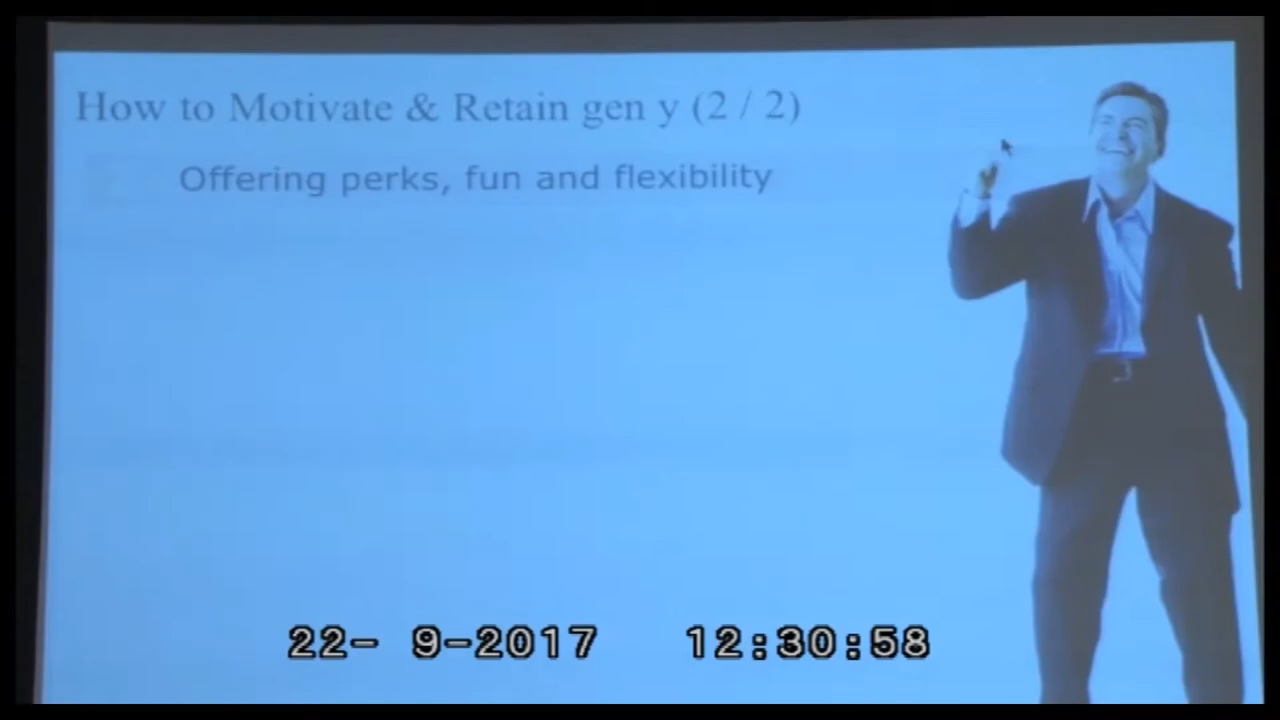 How to Motivate & Retain gen y (2 / 2)
Offering perks, fun and flexibility
22- 9-2017 12:30:58